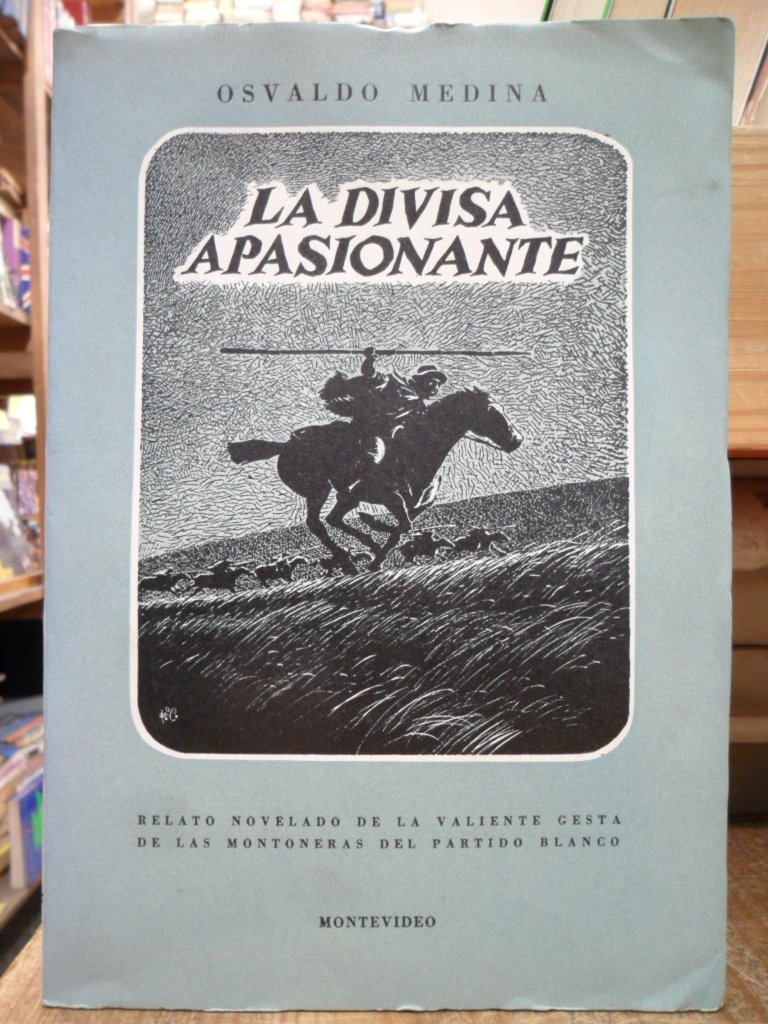 OSVALDO MEDINA
LA DIVISA
APASIONANTE
RELATO NOVELADO DE LA VALIENTE GESTA
DE LAS MONTONERAS DEL PARTIDO BLANCO
MONTEVIDEO